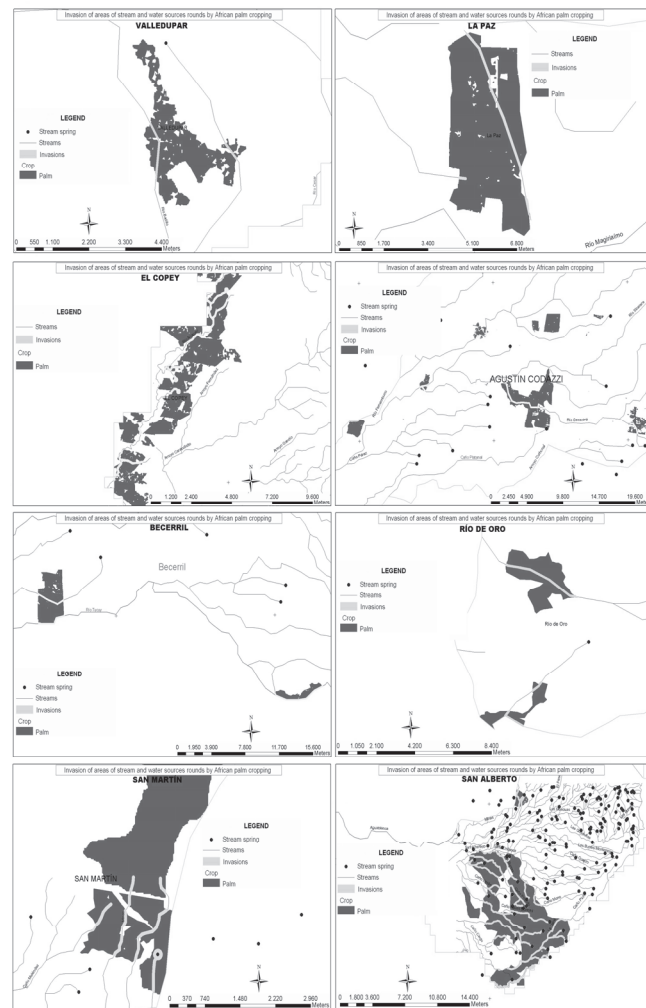 Invasion of areas of stream and water sources rounds by African palm cropping
VALLEDUPAR
LEGEND
Stream spring
Streams
Invasions
Crop
Palm
N
0 550 1.100 2.200 3.300 4.400
Meters
Invasion of areas of stream and water sources rounds by African palm cropping
LA PAZ
LEGEND
Streams
Invasions
Crop
Palm
La Paz
N
0 850 1.700 3.400 5.100 6.800
Meters
Invasion of areas of stream and water sources rounds by African palm cropping
EL COPEY
LEGEND
Streams
Invasions
Crop
Palm
N
0 1.200 2.400 4.800 7.200 9.600
Meters
Invasion of areas of stream and water sources rounds by African palm cropping
LEGEND
Stream spring
Streams
Invasions
Crop
Palm
AGUSTÍN CODAZZI
N
0 2.450 4.900 9.800 14.700 19.600
Meters
Invasion of areas of stream and water sources rounds by African palm cropping
BECERRIL
Becerril
LEGEND
Stream spring
Streams
Invasions
Crop
Palm
N
0 1.950 3.900 7.800 11.700 15.600
Meters
Invasion of areas of stream and water sources rounds by African palm cropping
RÍO DE ORO
LEGEND
Stream spring
Streams
Invasions
Crop
Palm
Río de Oro
N
0 1.050 2.100 4.200 6.300 8.400
Meters
Invasion of areas of stream and water sources rounds by African palm cropping
SAN MARTÍN
LEGEND
Stream spring
Streams
Invasions
Crop
Palm
SAN MARTÍN
N
0 370 740 1.480 2.220 2.960
Meters
Invasion of areas of stream and water sources rounds by African palm cropping
SAN ALBERTO
LEGEND
Stream spring
Streams
Invasions
Crop
Palm
N
0 1.800 3.600 7.200 10.800 14.400
Meters